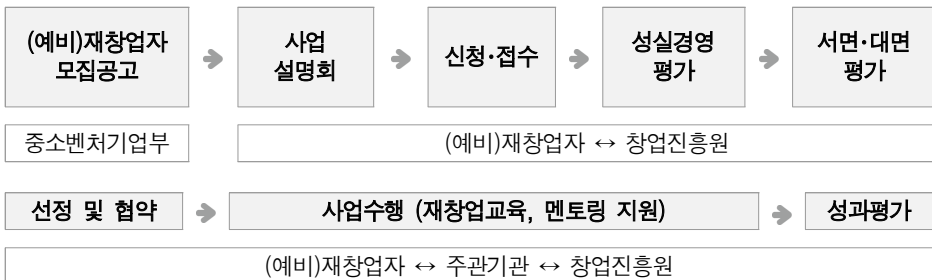 (예비)재창업자
모집공고
사업
설명회
신청·접수
성실경영
평가
서면·대면
평가
중소벤처기업부
(예비)재창업자 ↔ 창업진흥원
선정 및 협약
사업수행 (재창업교육, 멘토링 지원)
성과평가
(예비)재창업자 ↔ 주관기관 ↔ 창업진흥원